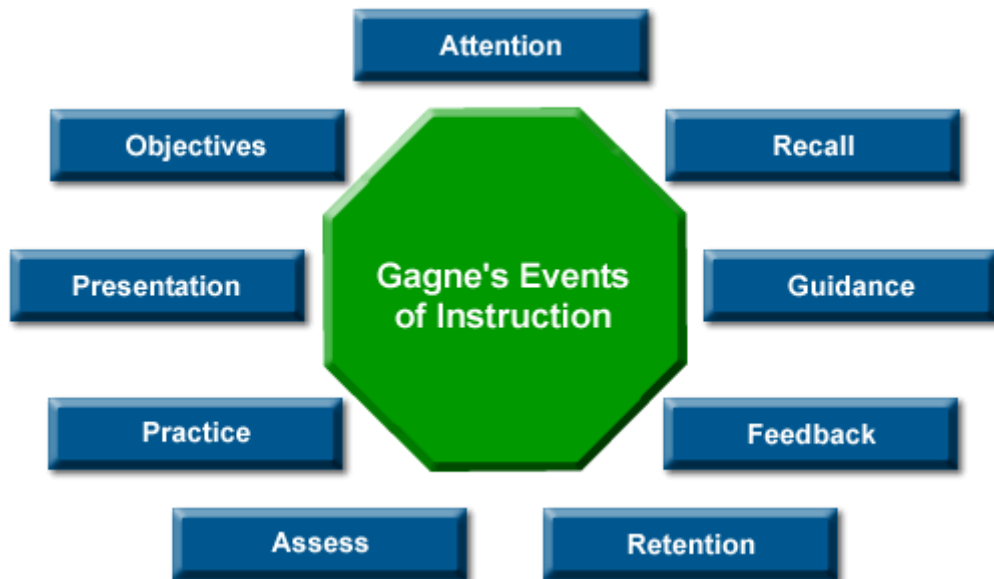 Attention
Objectives
Recall
Presentation
Gagne's Events
of Instruction
Guidance
Practice
Feedback
Assess
Retention